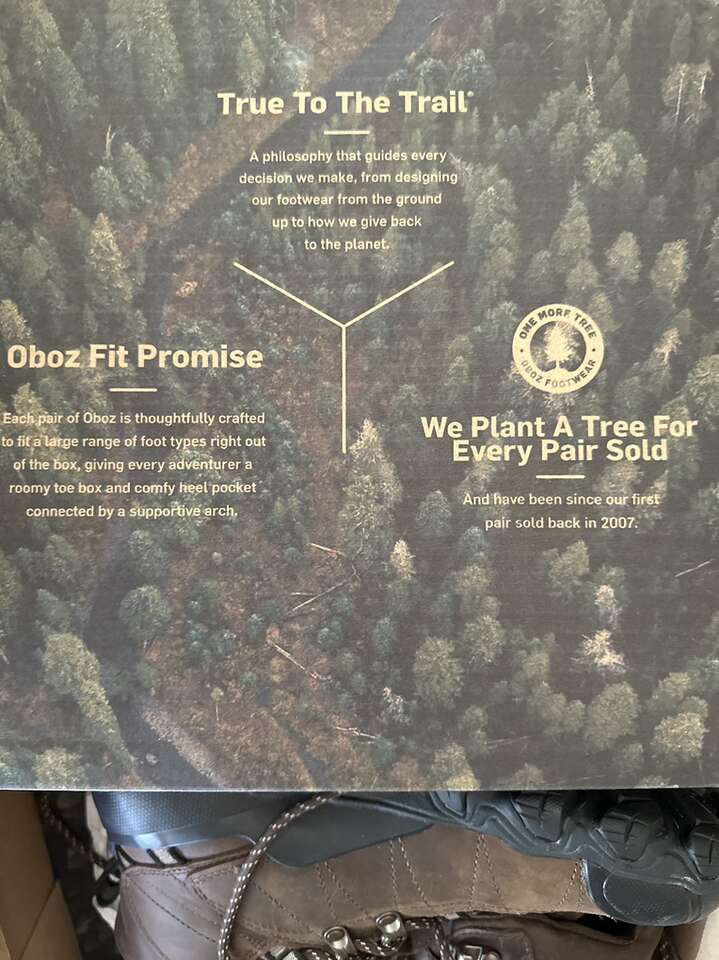 True To The Trail®
A philosophy that guides every
decision we make, from designing
our footwear from the ground
up to how we give back
to the planet.
Oboz Fit Promise
Each pair of Oboz is thoughtfully crafted
to fit a large range of foot types right out
of the box, giving every adventurer a
roomy toe box and comfy heel pocket
connected by a supportive arch.
ONE MORE TREE
OBOZ FOOTWEAR
We Plant A Tree For
Every Pair Sold
And have been since our first
pair sold back in 2007.